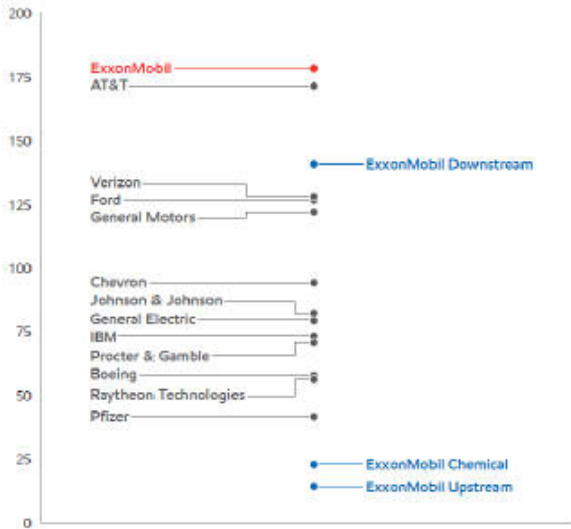 200
ExxonMobil
AT&T
175
150
ExxonMobil Downstream
Verizon
Ford
125
General Motors
100
Chevron
Johnson & Johnson
General Electric
75
IBM
Procter & Gamble
Boeing
Raytheon Technologies
50
Pfizer
25
ExxonMobil Chemical
ExxonMobil Upstream
0